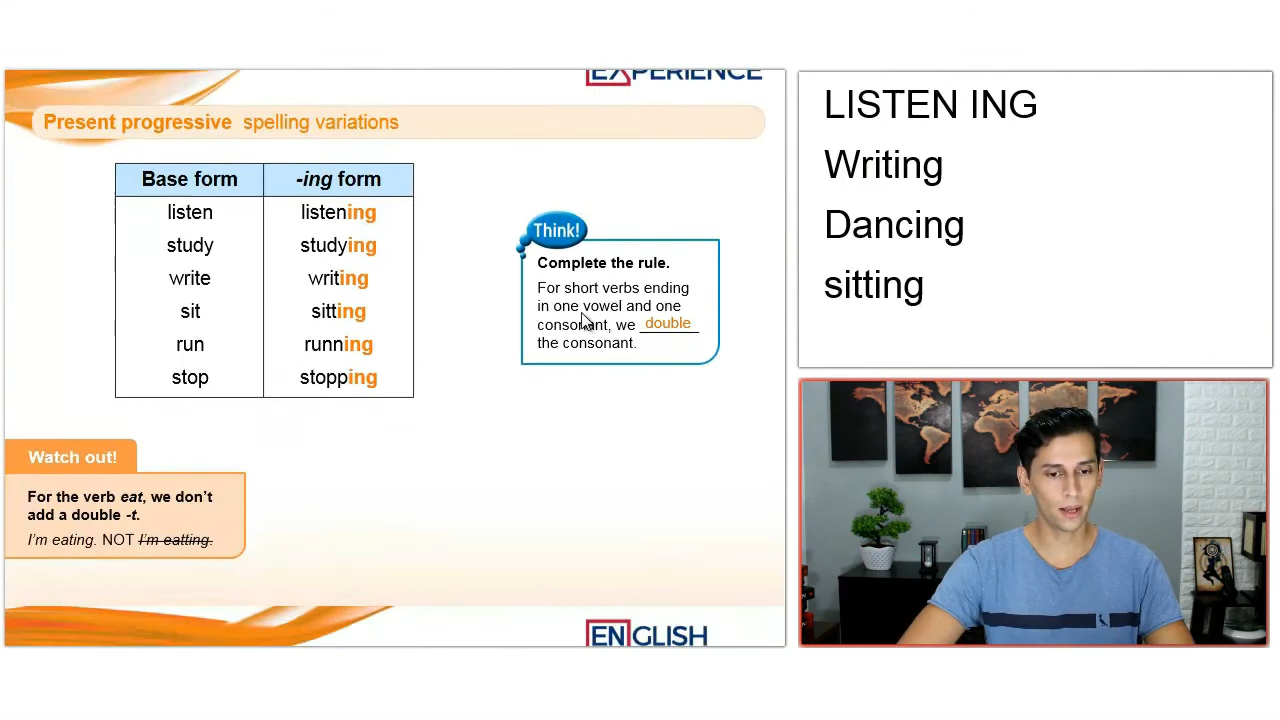 EXPERIENCE
Present progressive spelling variations
Base form -ing form
listen listening
study studying
write writing
sit sitting
run running
stop stopping
Think!
Complete the rule.
For short verbs ending
in one vowel and one
consonant, we double
the consonant.
Watch out!
For the verb eat, we don't
add a double -t.
I'm eating. NOT I'm eatting.
ENGLISH
LISTEN ING
Writing
Dancing
sitting